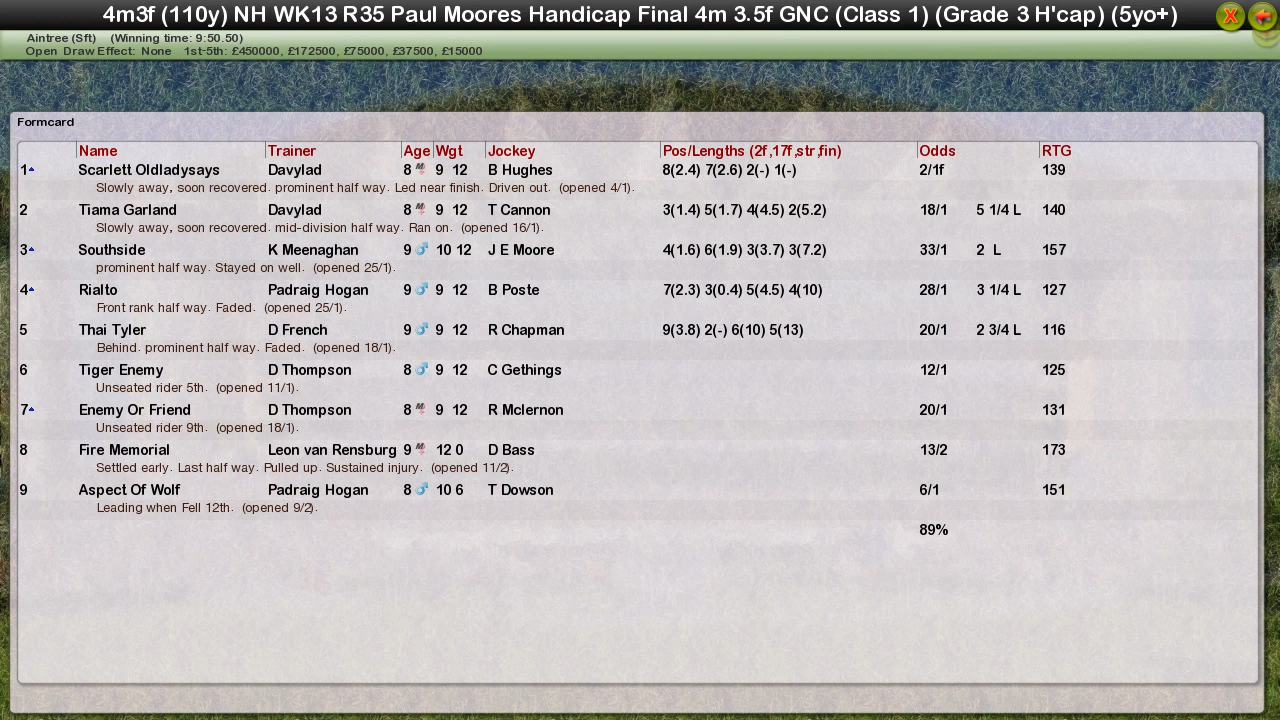 4m3f (110y) NH WK13 R35 Paul Moores Handicap Final 4m 3.5f GNC (Class 1) (Grade 3 H'cap) (5yo+)
X
Aintree (Sft) (Winning time: 9:50.50)
Open Draw Effect: None 1st-5th: £450000, £172500, £75000, £37500, £15000
Formcard
Name Trainer Age Wgt Jockey Pos/Lengths (2f,17f,str,fin) Odds RTG
1 Scarlett Oldladysays Davylad 8 M 9 12 B Hughes 8(2.4) 7(2.6) 2(-) 1(-) 2/1f 139
Slowly away, soon recovered. prominent half way. Led near finish. Driven out. (opened 4/1).
2 Tiama Garland Davylad 8 M 9 12 T Cannon 3(1.4) 5(1.7) 4(4.5) 2(5.2) 18/1 5 1/4 L 140
Slowly away, soon recovered. mid-division half way. Ran on. (opened 16/1).
3 Southside K Meenaghan 9 10 12 J E Moore 4(1.6) 6(1.9) 3(3.7) 3(7.2) 33/1 2 L 157
prominent half way. Stayed on well. (opened 25/1).
4 Rialto Padraig Hogan 9 9 12 B Poste 7(2.3) 3(0.4) 5(4.5) 4(10) 28/1 3 1/4 L 127
Front rank half way. Faded. (opened 25/1).
5 Thai Tyler D French 9 9 12 R Chapman 9(3.8) 2(-) 6(10) 5(13) 20/1 2 3/4 L 116
Behind. prominent half way. Faded. (opened 18/1).
6 Tiger Enemy D Thompson 8 9 12 C Gethings 12/1 125
Unseated rider 5th. (opened 11/1).
7 Enemy Or Friend D Thompson 8 M 9 12 R Mclernon 20/1 131
Unseated rider 9th. (opened 18/1).
8 Fire Memorial Leon van Rensburg 9 M 12 0 D Bass 13/2 173
Settled early. Last half way. Pulled up. Sustained injury. (opened 11/2).
9 Aspect Of Wolf Padraig Hogan 8 10 6 T Dowson 6/1 151
Leading when Fell 12th. (opened 9/2).
89%